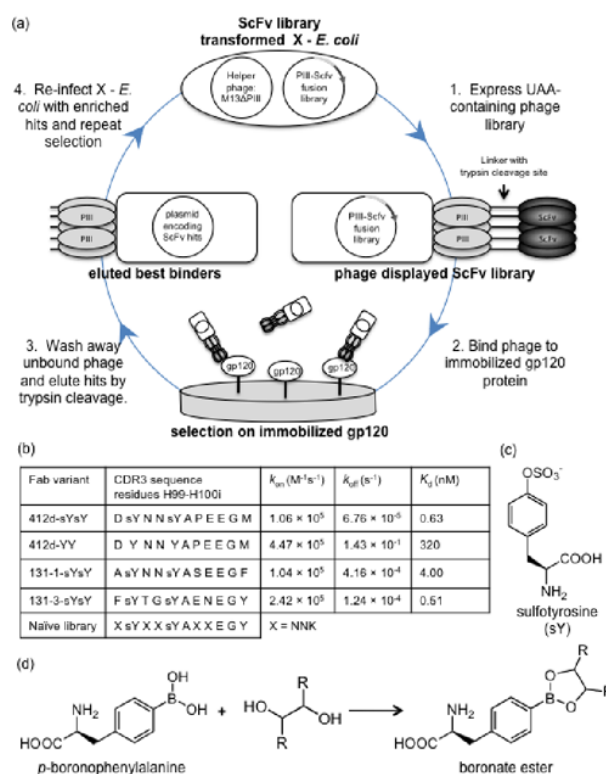 (a)
ScFv library
transformed X - E. coli
Helper
phage:
M13ΔPIII
PIII-Scfv
fusion
library
4. Re-infect X - E.
coli with enriched
hits and repeat
selection
1. Express UAA-
containing phage
library
Linker with
trypsin cleavage site
PIII
PIII
plasmid
encoding
ScFv hits
eluted best binders
PIII-Scfv
fusion
library
PIII
PIII
ScFv
ScFv
phage displayed ScFv library
3. Wash away
unbound phage
and elute hits by
trypsin cleavage.
2. Bind phage to
immobilized gp120
protein
gp120
gp120
gp120
selection on immobilized gp120
(b)
Fab variant CDR3 sequence residues H99-H100i kon (M⁻¹s⁻¹) koff (s⁻¹) Kd (nM)
412d-sYsY D sY N N sY A P E E G M 1.06 × 10⁵ 6.76 × 10⁻⁵ 0.63
412d-YY D Y N N Y A P E E G M 4.47 × 10⁵ 1.43 × 10⁻¹ 320
131-1-sYsY A sY N N sY A S E E G F 1.04 × 10⁵ 4.16 × 10⁻⁴ 4.00
131-3-sYsY F sY T G sY A E N E G Y 2.42 × 10⁵ 1.24 × 10⁻⁴ 0.51
Naïve library X sY X X sY A X X E G Y X = NNK
(c)
OSO₃⁻
COOH
NH₂
sulfotyrosine
(sY)
(d)
OH
B
OH
NH₂
HOOC
p-boronophenylalanine
+
R
HO
OH
R
R
O
R
B
O
NH₂
HOOC
boronate ester